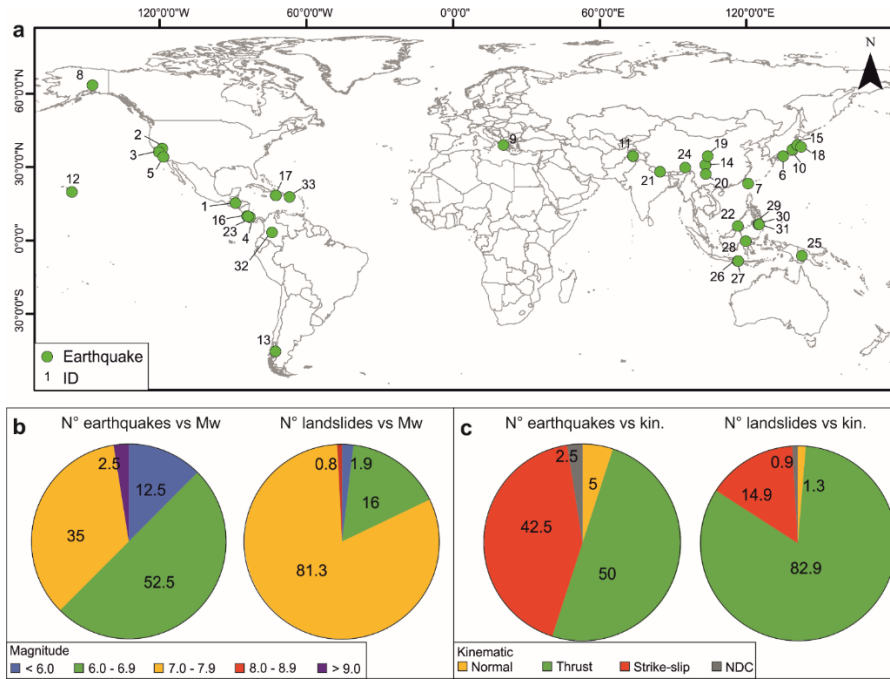 120°0'0"W 60°0'0"W 0°0'0"E 60°0'0"E 120°0'0"E
a
N
60°0'0"N
30°0'0"N
0°0'0"E
30°0'0"S
8
2
3
5
12
17
33
1
16
23
4
32
13
9
11
21
24
19
14
20
15
18
6
10
7
22
29
30
31
28
25
26
27
Earthquake
1 ID
b
N° earthquakes vs Mw
N° landslides vs Mw
2.5
12.5
35
52.5
0.8
1.9
16
81.3
Magnitude
< 6.0 6.0 - 6.9 7.0 - 7.9 8.0 - 8.9 > 9.0
c
N° earthquakes vs kin.
N° landslides vs kin.
2.5
5
42.5
50
0.9
1.3
14.9
82.9
Kinematic
Normal Thrust Strike-slip NDC